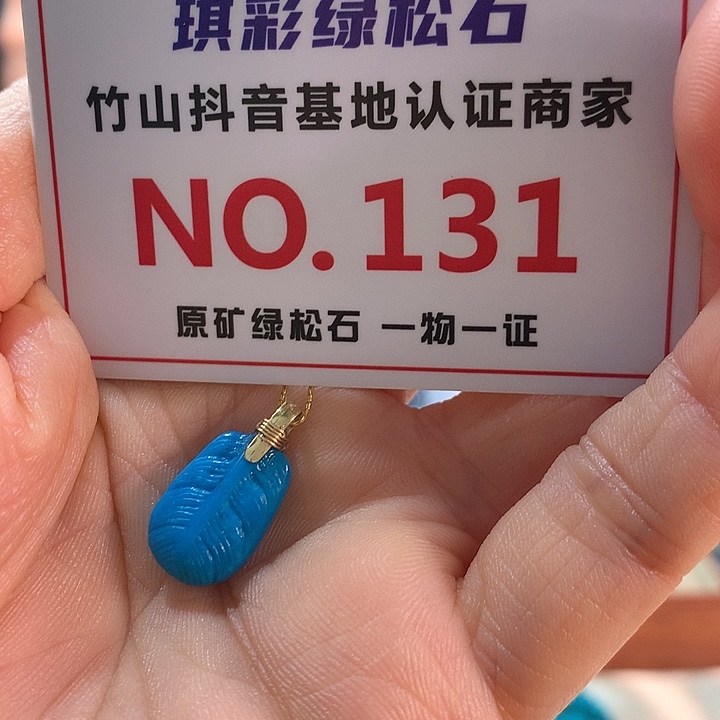 琪彩绿松石
竹山抖音基地认证商家
NO.131
原矿绿松石 一物一证